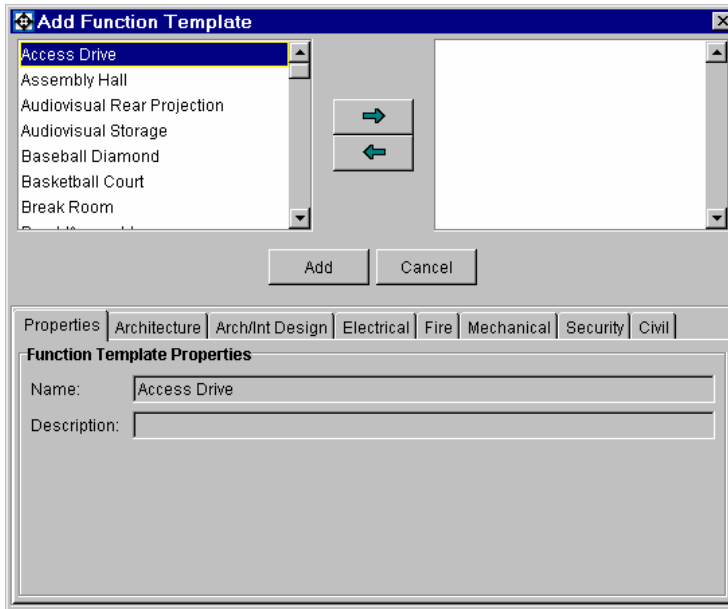 Add Function Template
Access Drive
Assembly Hall
Audiovisual Rear Projection
Audiovisual Storage
Baseball Diamond
Basketball Court
Break Room
Add Cancel
Properties Architecture Arch/Int Design Electrical Fire Mechanical Security Civil
Function Template Properties
Name: Access Drive
Description: